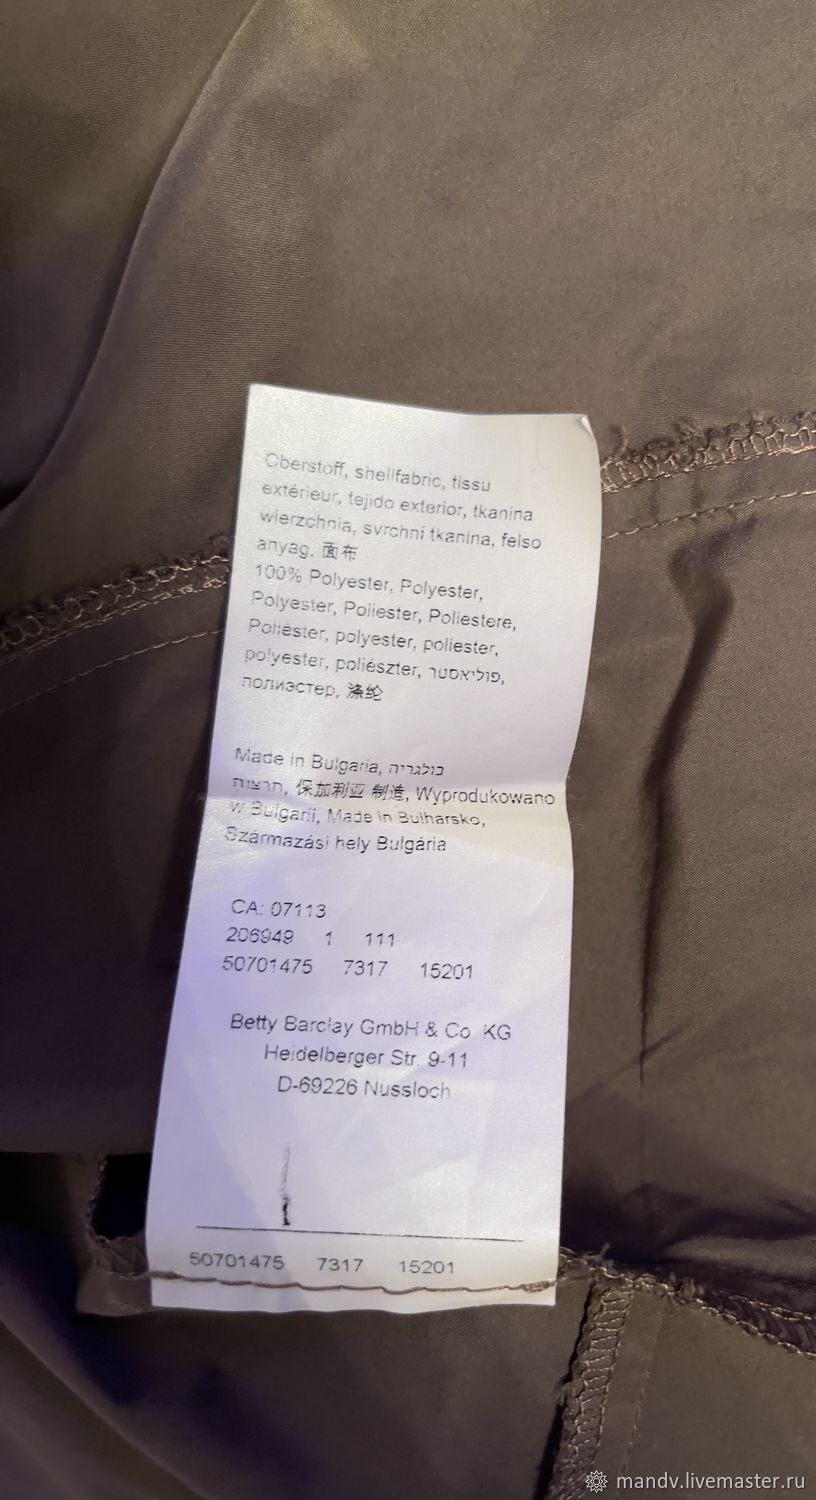 Oberstoff, shellfabric, tissu
extérieur, tejido exterior, tkanina
wierzchnia, svrchní tkanina, felso
anyag, 面布
100% Polyester, Polyester,
Polyester, Poliester, Poliestere,
Poliéster, polyester, poliester,
polyester, poliészter, פוליאסטר,
полиэстер, 涤纶
Made in Bulgaria, בולגריה
תוצרת, 保加利亚 制造, Wyprodukowano
w Bulgarii, Made in Bulharsko,
Származási hely Bulgária
CA: 07113
206949 1 111
50701475 7317 15201
Betty Barclay GmbH & Co KG
Heidelberger Str. 9-11
D-69226 Nussloch
50701475 7317 15201
mandv.livemaster.ru